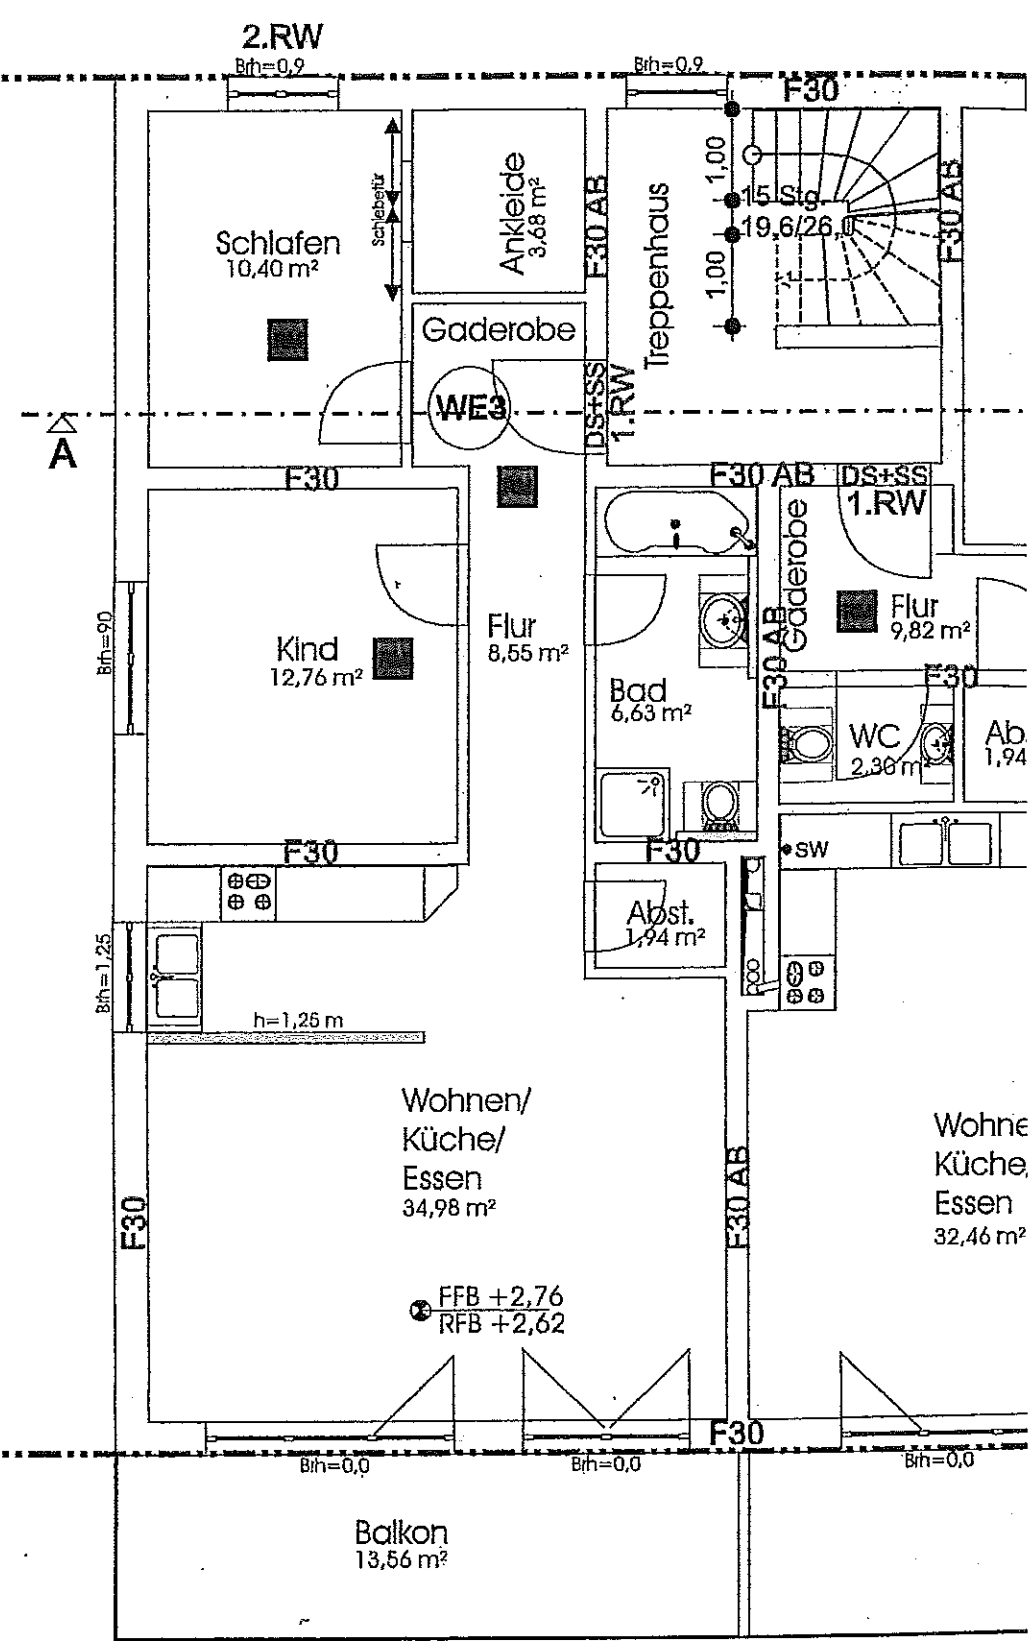 2.RW
Brh=0,9
Brh=0,9
F30
Schlafen
10,40 m²
Schiebetür
Ankleide
3,68 m²
F30 AB
Treppenhaus
1,00
1,00
15 Stg.
19,6/26,0
F30 AB
Gaderobe
WE3
DS+SS
1.RW
A
F30
F30 AB
DS+SS
1.RW
Gaderobe
Brh=90
Kind
12,76 m²
Flur
8,55 m²
Bad
6,63 m²
F30 AB
Flur
9,82 m²
F30
WC
2,30 m²
Ab.
1,94
F30
F30
SW
Abst.
1,94 m²
Brh=1,25
h=1,25 m
Wohnen/
Küche/
Essen
34,98 m²
F30
F30 AB
Wohne
Küche/
Essen
32,46 m²
FFB +2,76
RFB +2,62
F30
Brh=0,0
Brh=0,0
Brh=0,0
Balkon
13,56 m²